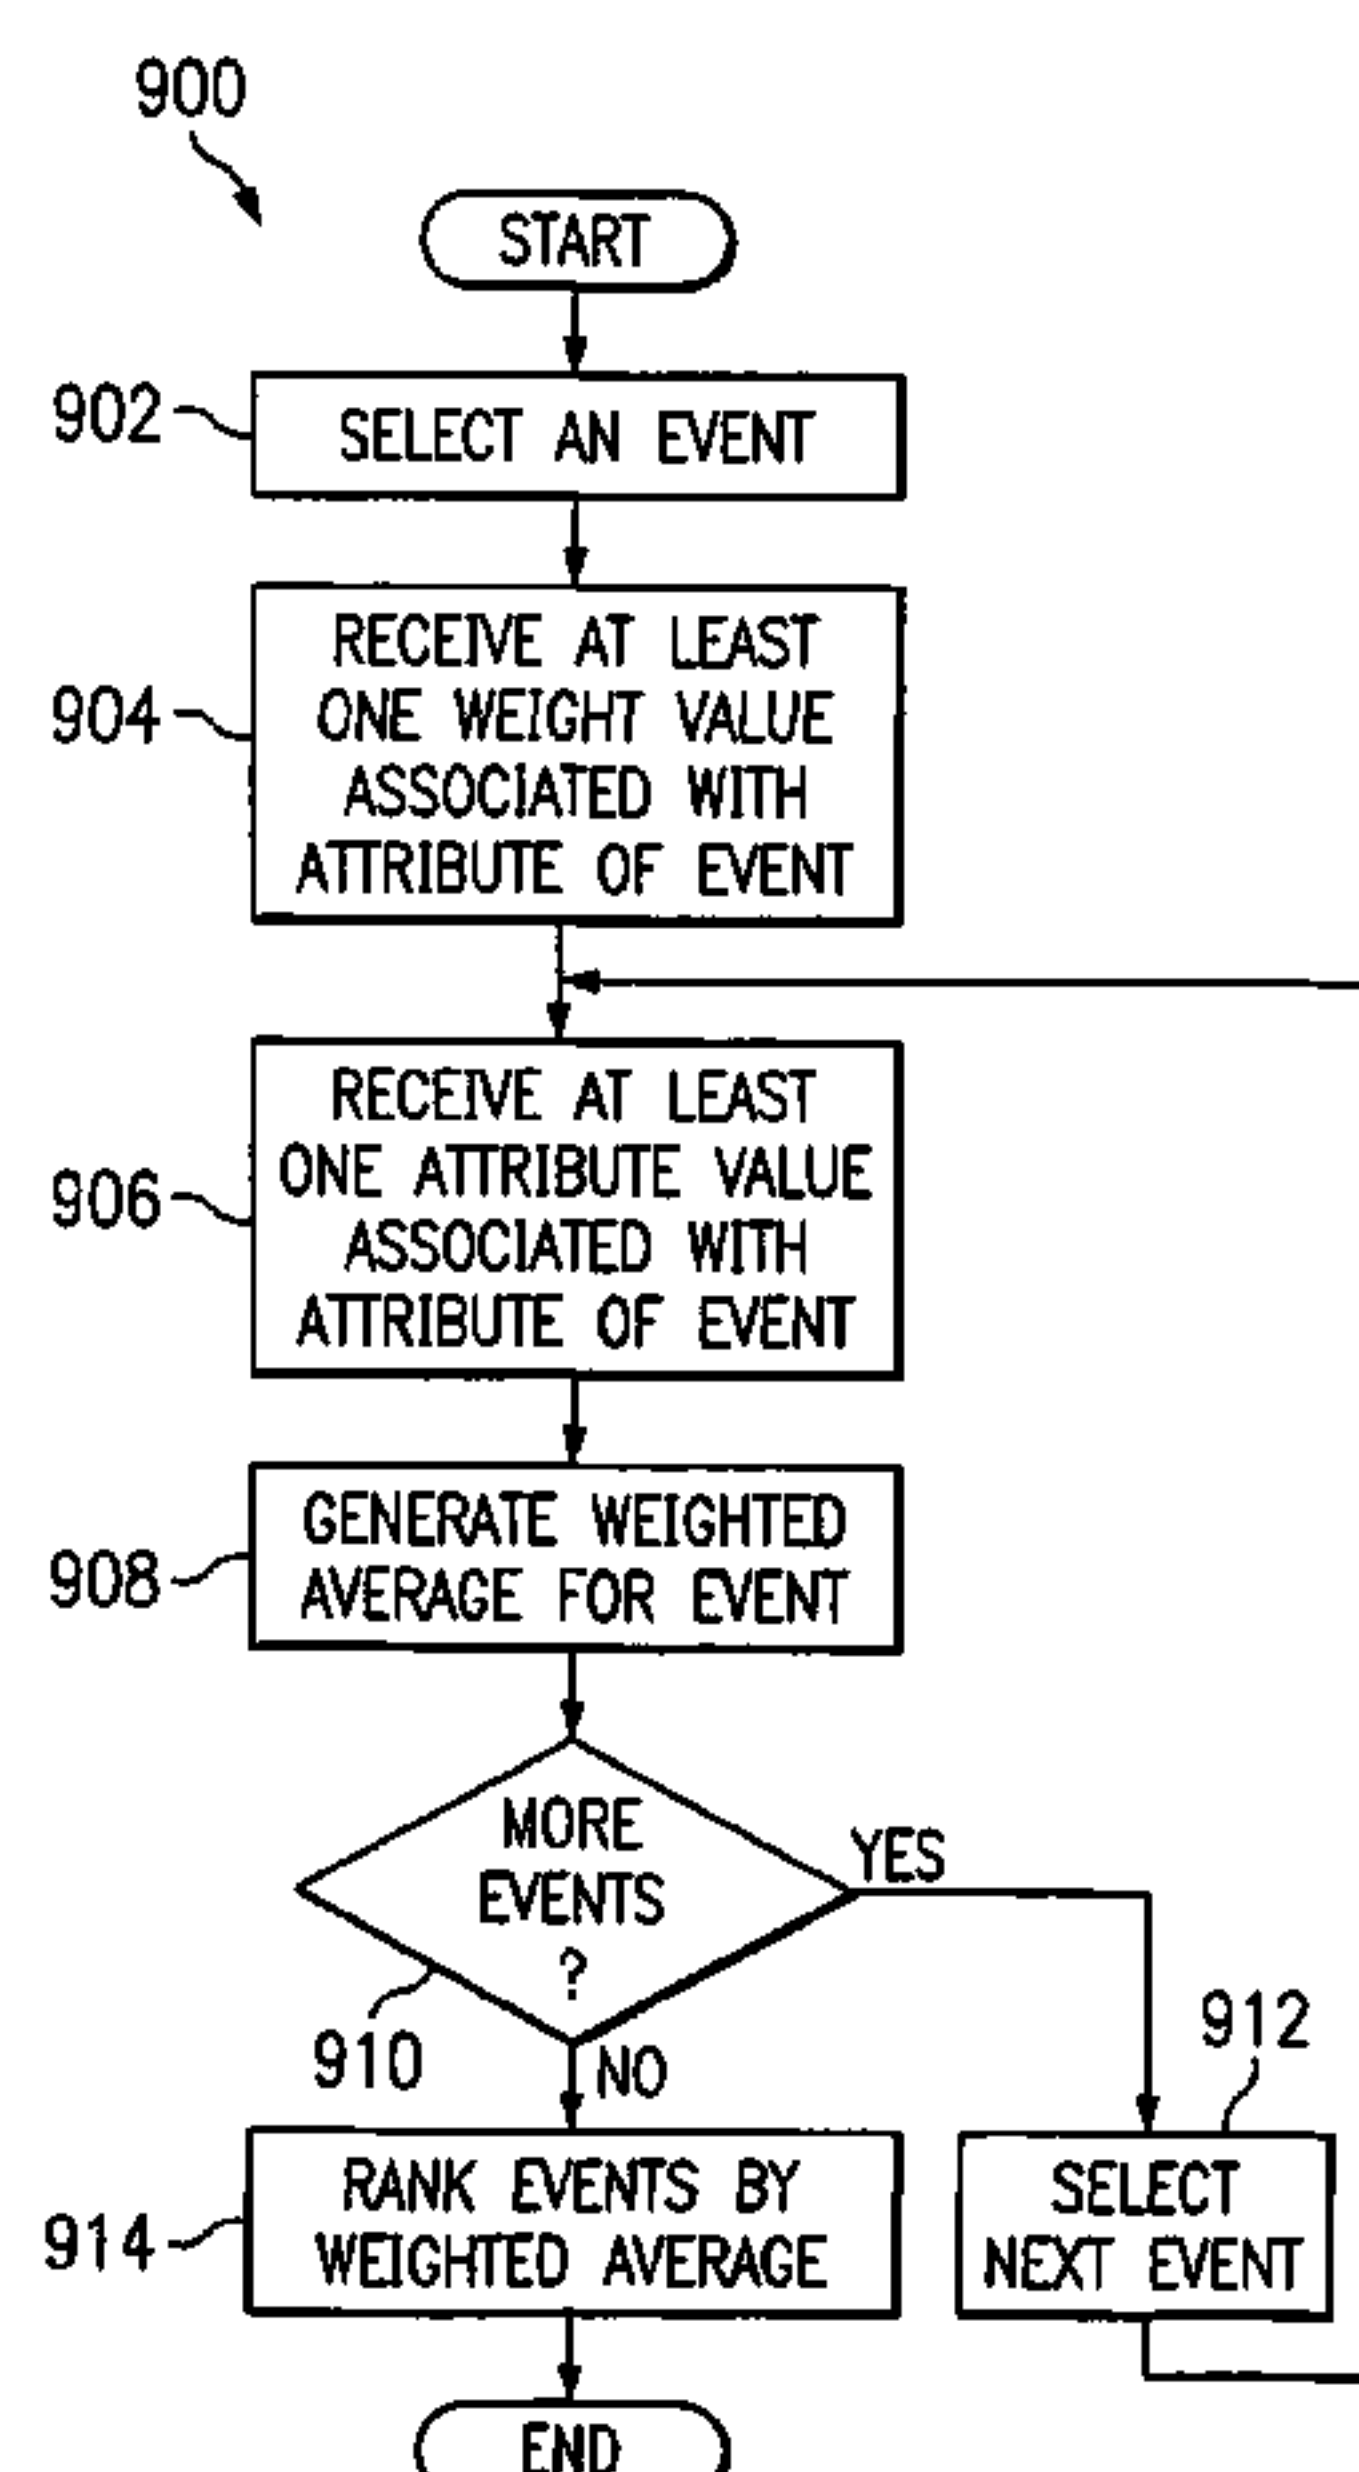 900
START
902
SELECT AN EVENT
904
RECEIVE AT LEAST
ONE WEIGHT VALUE
ASSOCIATED WITH
ATTRIBUTE OF EVENT
906
RECEIVE AT LEAST
ONE ATTRIBUTE VALUE
ASSOCIATED WITH
ATTRIBUTE OF EVENT
908
GENERATE WEIGHTED
AVERAGE FOR EVENT
MORE
EVENTS
?
YES
910
NO
912
SELECT
NEXT EVENT
914
RANK EVENTS BY
WEIGHTED AVERAGE
END